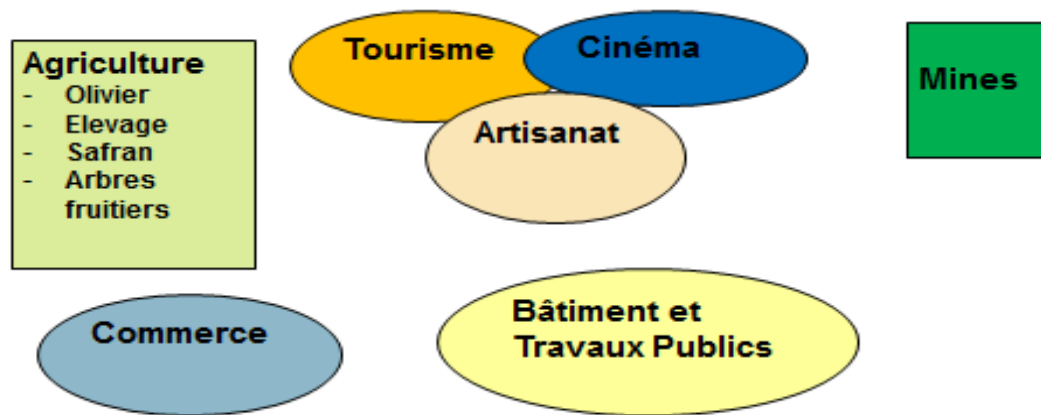 Agriculture
- Olivier
- Elevage
- Safran
- Arbres
fruitiers
Tourisme
Cinéma
Artisanat
Mines
Commerce
Bâtiment et
Travaux Publics